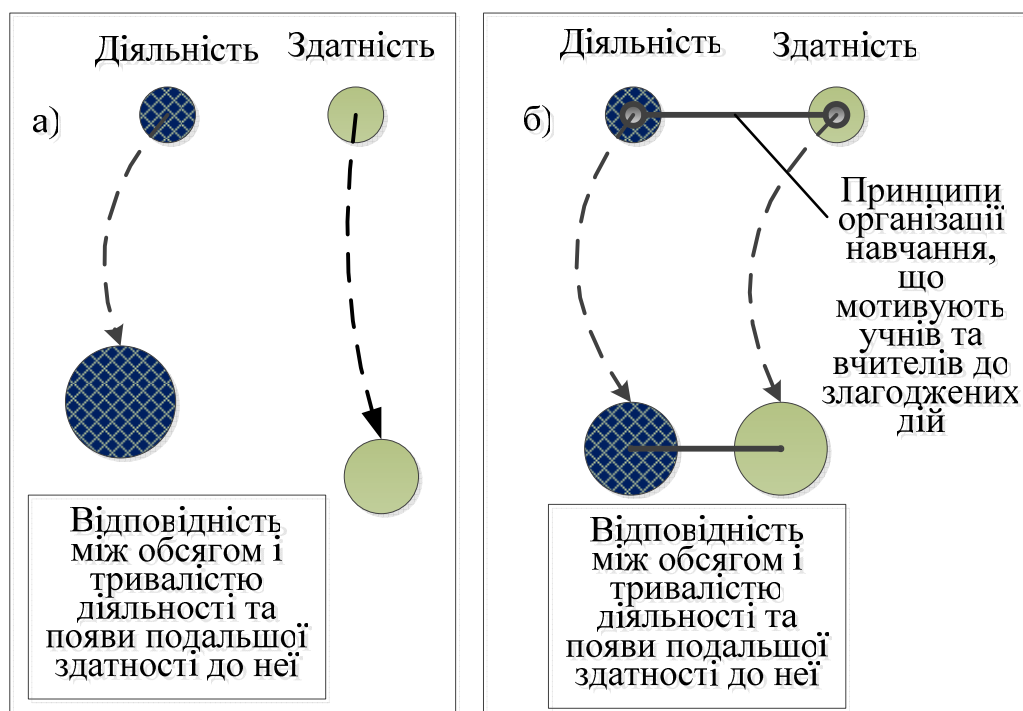 Діяльність
Здатність
а)
Відповідність
між обсягом і
тривалістю
діяльності та
появи подальшої
здатності до неї
Діяльність
Здатність
б)
Принципи
організації
навчання,
що
мотивують
учнів та
вчителів до
злагоджених
дій
Відповідність
між обсягом і
тривалістю
діяльності та
появи подальшої
здатності до неї